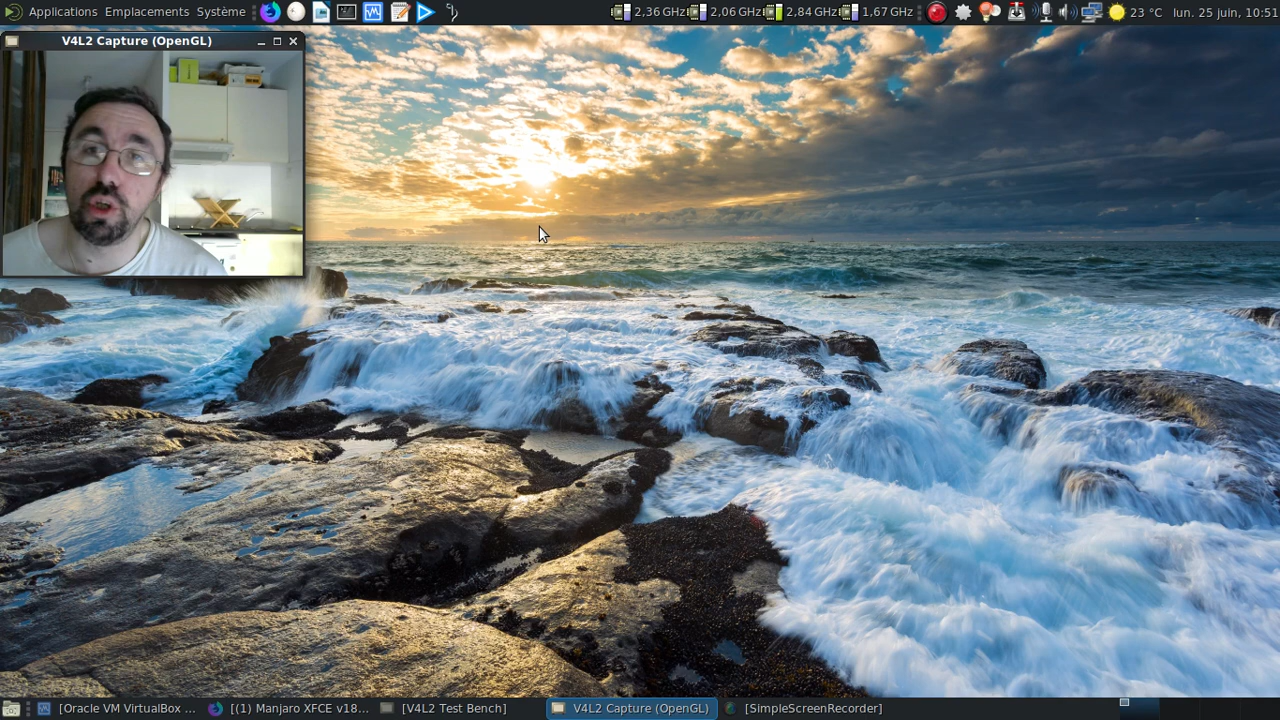 Applications Emplacements Système 2,36 GHz 2,06 GHz 2,84 GHz 1,67 GHz 23 °C lun. 25 juin, 10:51
V4L2 Capture (OpenGL)
[Oracle VM VirtualBox ... [(1) Manjaro XFCE v18... [V4L2 Test Bench] V4L2 Capture (OpenGL) [SimpleScreenRecorder]